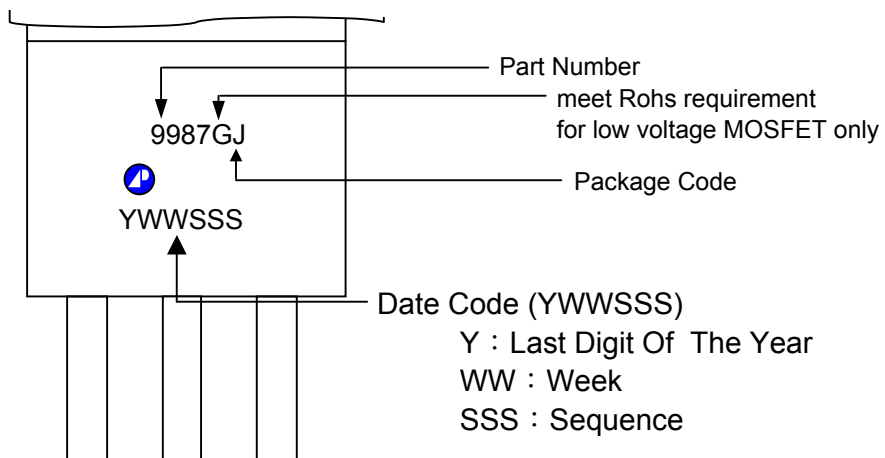 Part Number
meet Rohs requirement
for low voltage MOSFET only
9987GJ
Package Code
AP
YWWSSS
Date Code (YWWSSS)
Y：Last Digit Of The Year
WW：Week
SSS：Sequence